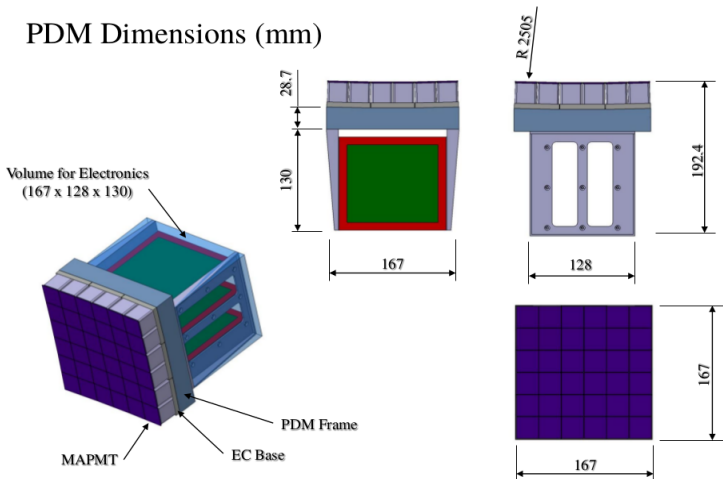 PDM Dimensions (mm)
R 2505
28.7
130
192.4
Volume for Electronics
(167 x 128 x 130)
167
128
167
PDM Frame
EC Base
MAPMT
167